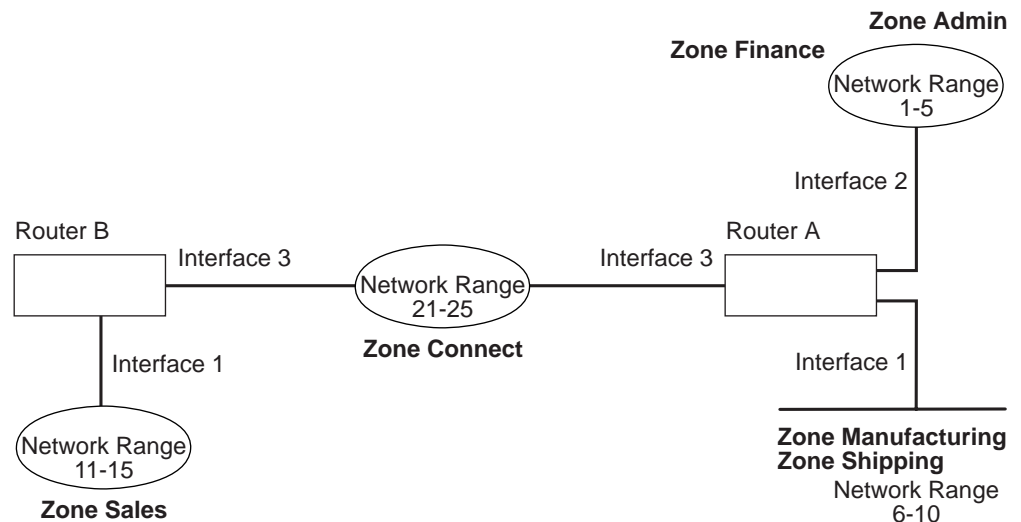 Zone Admin
Zone Finance
Network Range
1-5
Interface 2
Router B
Router A
Interface 3
Interface 3
Network Range
21-25
Zone Connect
Interface 1
Interface 1
Network Range
11-15
Zone Sales
Zone Manufacturing
Zone Shipping
Network Range
6-10